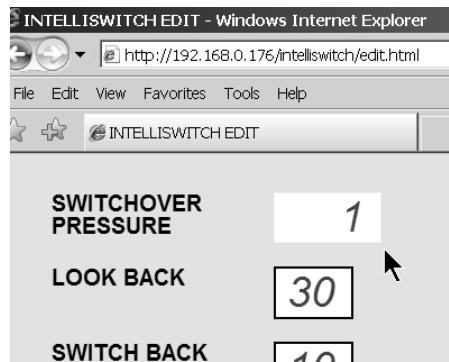 INTELLISWITCH EDIT - Windows Internet Explorer
http://192.168.0.176/intelliswitch/edit.html
File Edit View Favorites Tools Help
INTELLISWITCH EDIT
SWITCHOVER
PRESSURE
1
LOOK BACK
30
SWITCH BACK
10